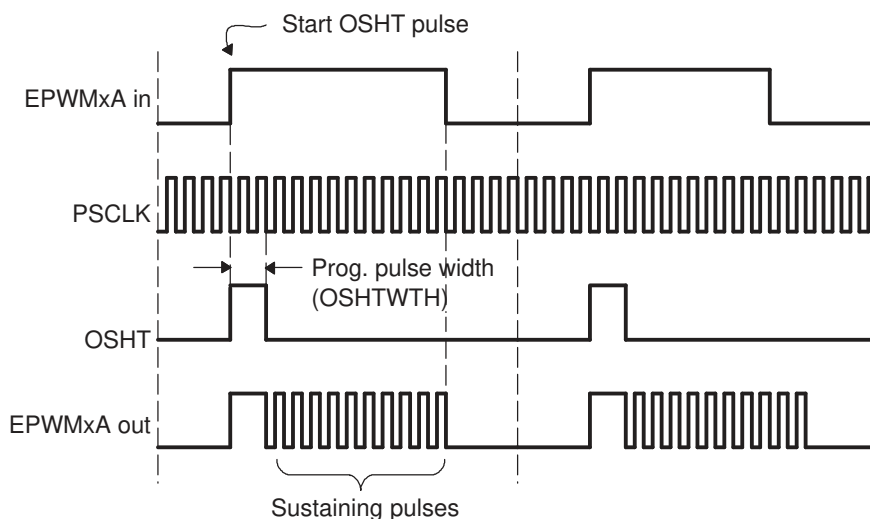 Start OSHT pulse
EPWMxA in
PSCLK
Prog. pulse width
(OSHTWTH)
OSHT
EPWMxA out
Sustaining pulses